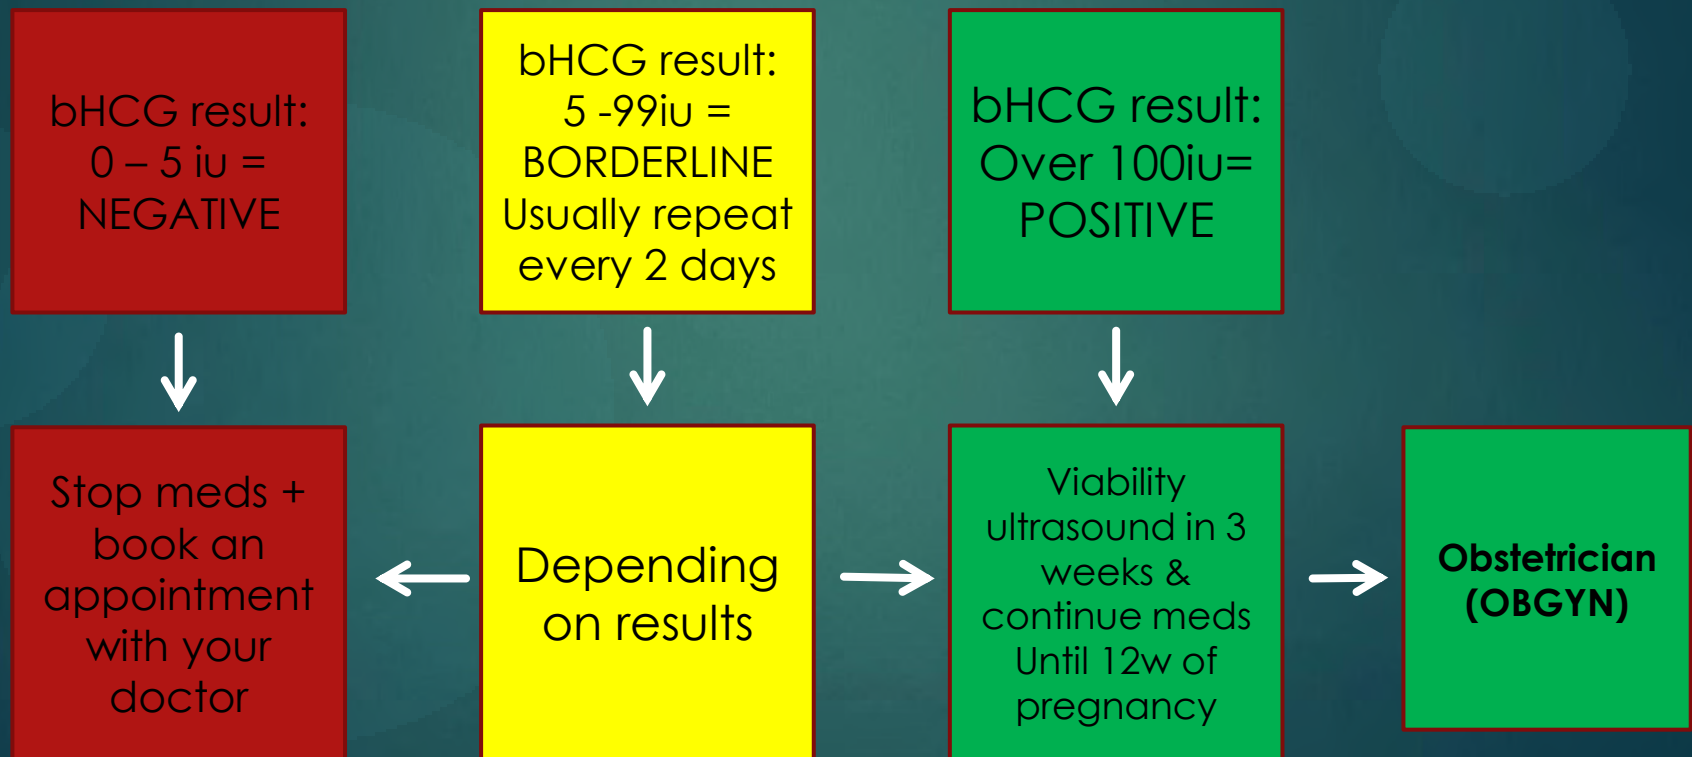 bHCG result:
0 – 5 iu =
NEGATIVE
bHCG result:
5 -99iu =
BORDERLINE
Usually repeat
every 2 days
bHCG result:
Over 100iu=
POSITIVE
Stop meds +
book an
appointment
with your
doctor
Depending
on results
Viability
ultrasound in 3
weeks &
continue meds
Until 12w of
pregnancy
Obstetrician
(OBGYN)